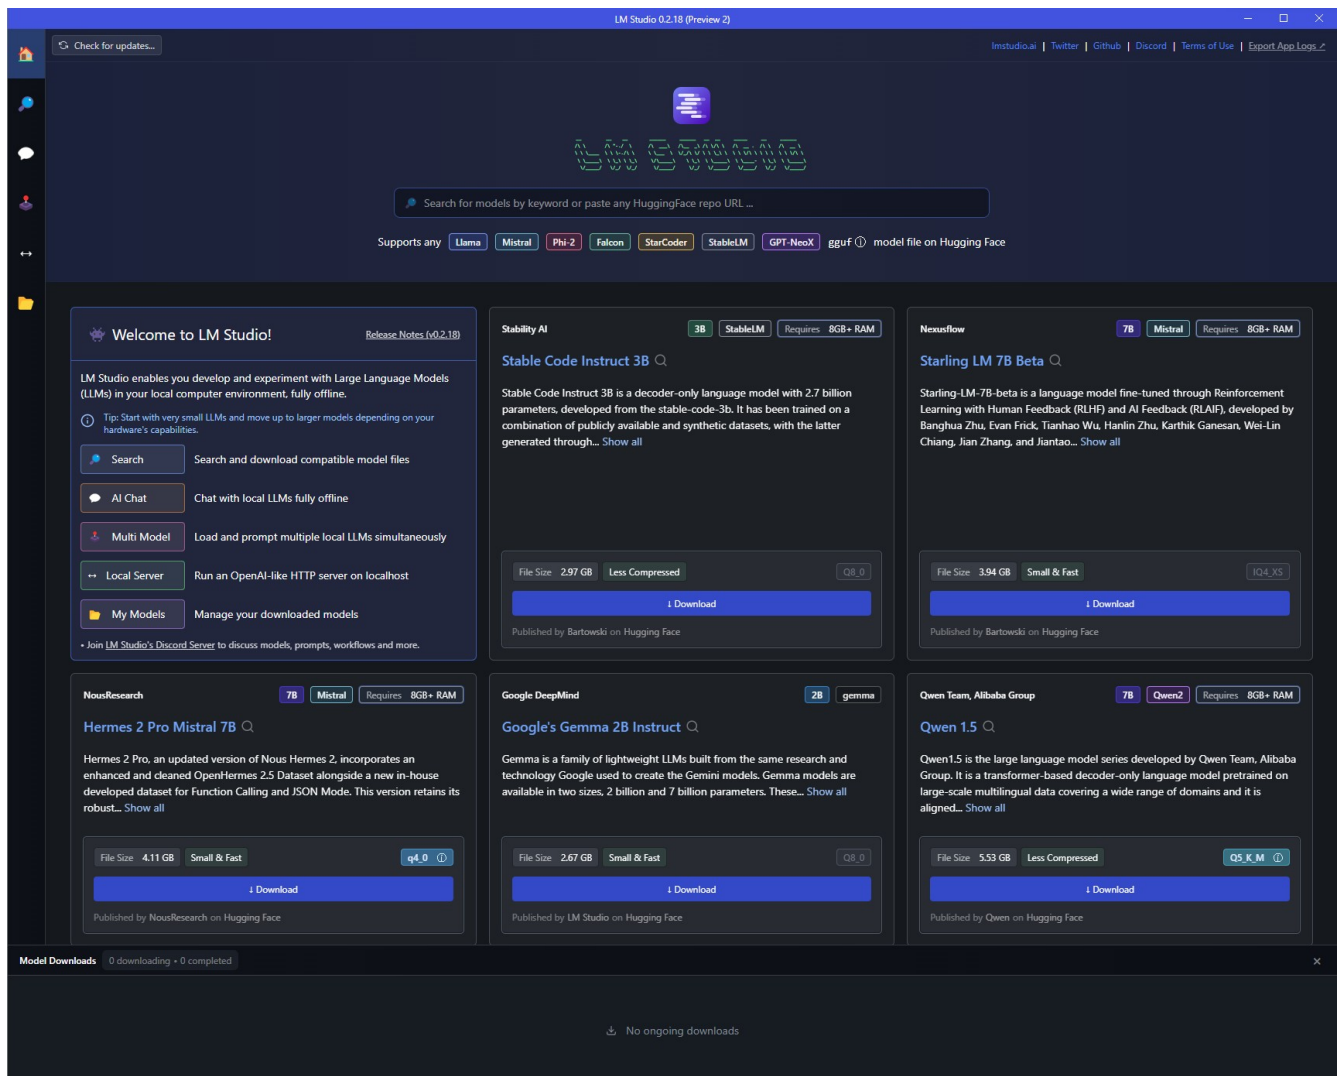 LM Studio 0.2.18 (Preview 2)
Check for updates...
lmstudio.ai | Twitter | Github | Discord | Terms of Use | Export App Logs ↗
LM STUDIO
Search for models by keyword or paste any HuggingFace repo URL ...
Supports any Llama Mistral Phi-2 Falcon StarCoder StableLM GPT-NeoX gguf ⓘ model file on Hugging Face
Welcome to LM Studio!
Release Notes (v0.2.18)
LM Studio enables you develop and experiment with Large Language Models
(LLMs) in your local computer environment, fully offline.
Tip: Start with very small LLMs and move up to larger models depending on your
hardware's capabilities.
Search Search and download compatible model files
AI Chat Chat with local LLMs fully offline
Multi Model Load and prompt multiple local LLMs simultaneously
↔ Local Server Run an OpenAI-like HTTP server on localhost
My Models Manage your downloaded models
• Join LM Studio's Discord Server to discuss models, prompts, workflows and more.
Stability AI 3B StableLM Requires 8GB+ RAM
Stable Code Instruct 3B
Stable Code Instruct 3B is a decoder-only language model with 2.7 billion
parameters, developed from the stable-code-3b. It has been trained on a
combination of publicly available and synthetic datasets, with the latter
generated through... Show all
File Size 2.97 GB Less Compressed Q8_0
↓ Download
Published by Bartowski on Hugging Face
Nexusflow 7B Mistral Requires 8GB+ RAM
Starling LM 7B Beta
Starling-LM-7B-beta is a language model fine-tuned through Reinforcement
Learning with Human Feedback (RLHF) and AI Feedback (RLAIF), developed by
Banghua Zhu, Evan Frick, Tianhao Wu, Hanlin Zhu, Karthik Ganesan, Wei-Lin
Chiang, Jian Zhang, and Jiantao... Show all
File Size 3.94 GB Small & Fast IQ4_XS
↓ Download
Published by Bartowski on Hugging Face
NousResearch 7B Mistral Requires 8GB+ RAM
Hermes 2 Pro Mistral 7B
Hermes 2 Pro, an updated version of Nous Hermes 2, incorporates an
enhanced and cleaned OpenHermes 2.5 Dataset alongside a new in-house
developed dataset for Function Calling and JSON Mode. This version retains its
robust... Show all
File Size 4.11 GB Small & Fast q4_0 ⓘ
↓ Download
Published by NousResearch on Hugging Face
Google DeepMind 2B gemma
Google's Gemma 2B Instruct
Gemma is a family of lightweight LLMs built from the same research and
technology Google used to create the Gemini models. Gemma models are
available in two sizes, 2 billion and 7 billion parameters. These... Show all
File Size 2.67 GB Small & Fast Q8_0
↓ Download
Published by LM Studio on Hugging Face
Qwen Team, Alibaba Group 7B Qwen2 Requires 8GB+ RAM
Qwen 1.5
Qwen1.5 is the large language model series developed by Qwen Team, Alibaba
Group. It is a transformer-based decoder-only language model pretrained on
large-scale multilingual data covering a wide range of domains and it is
aligned... Show all
File Size 5.53 GB Less Compressed Q5_K_M ⓘ
↓ Download
Published by Qwen on Hugging Face
Model Downloads 0 downloading • 0 completed
No ongoing downloads